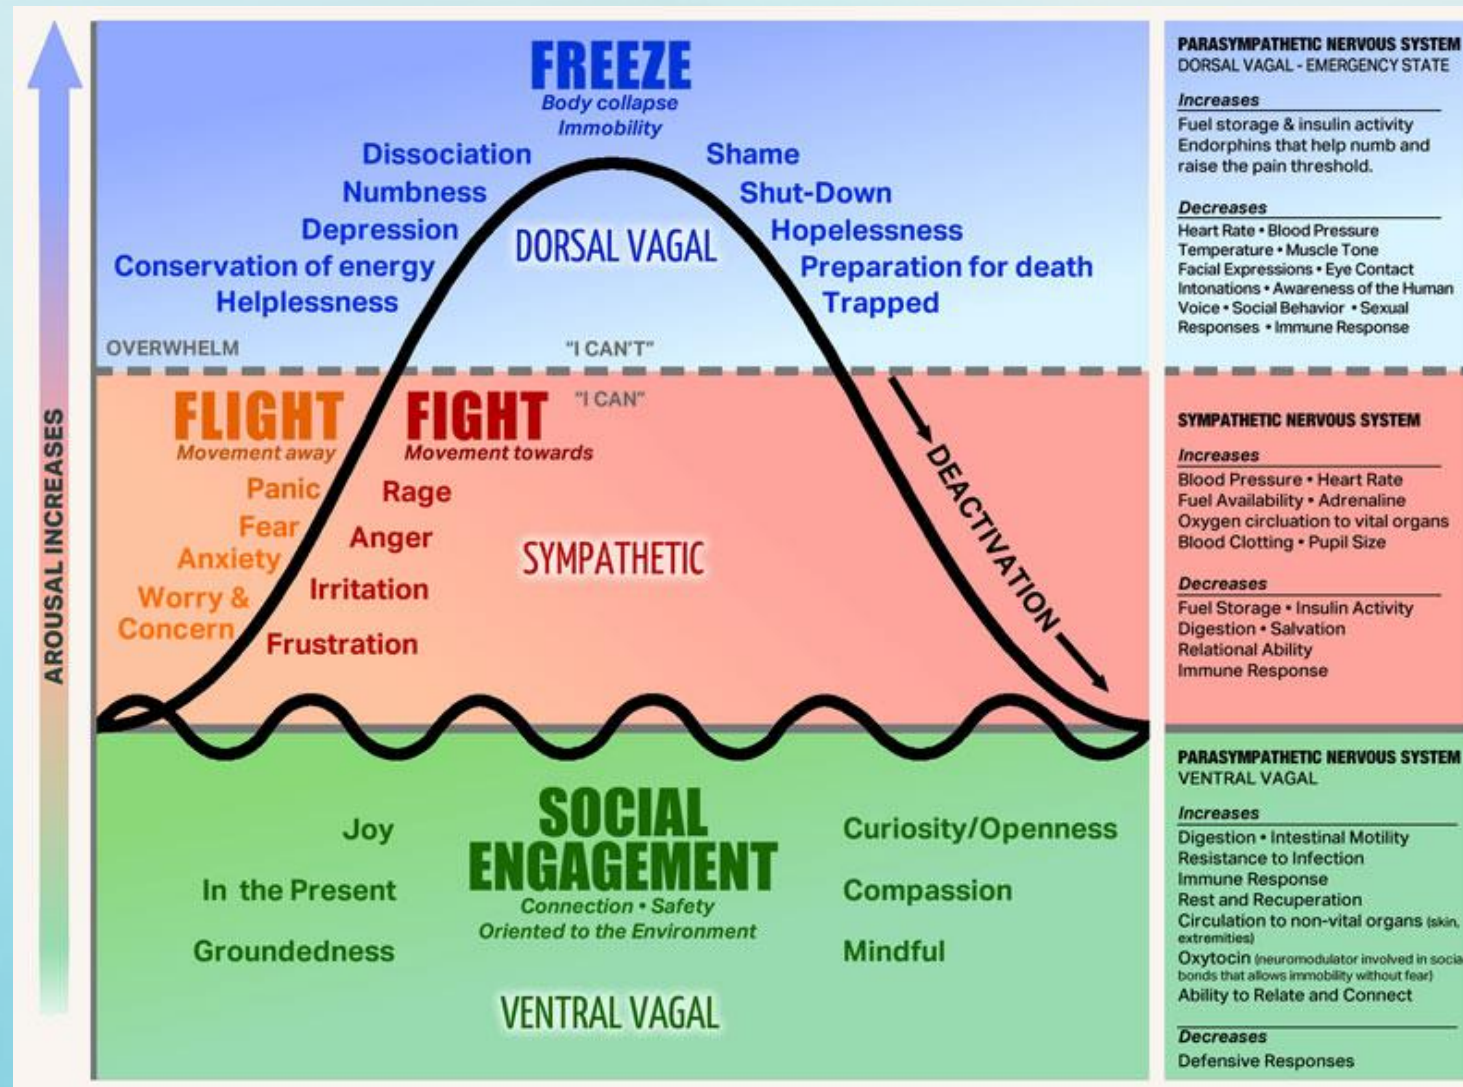 AROUSAL INCREASES
FREEZE
Body collapse
Immobility
Dissociation
Numbness
Depression
Conservation of energy
Helplessness
Shame
Shut-Down
Hopelessness
Preparation for death
Trapped
DORSAL VAGAL
OVERWHELM
"I CAN'T"
"I CAN"
FLIGHT
Movement away
Panic
Fear
Anxiety
Worry &
Concern
FIGHT
Movement towards
Rage
Anger
Irritation
Frustration
SYMPATHETIC
DEACTIVATION
SOCIAL
ENGAGEMENT
Connection • Safety
Oriented to the Environment
Joy
In the Present
Groundedness
Curiosity/Openness
Compassion
Mindful
VENTRAL VAGAL
PARASYMPATHETIC NERVOUS SYSTEM
DORSAL VAGAL - EMERGENCY STATE
Increases
Fuel storage & insulin activity
Endorphins that help numb and
raise the pain threshold.
Decreases
Heart Rate • Blood Pressure
Temperature • Muscle Tone
Facial Expressions • Eye Contact
Intonations • Awareness of the Human
Voice • Social Behavior • Sexual
Responses • Immune Response
SYMPATHETIC NERVOUS SYSTEM
Increases
Blood Pressure • Heart Rate
Fuel Availability • Adrenaline
Oxygen circluation to vital organs
Blood Clotting • Pupil Size
Decreases
Fuel Storage • Insulin Activity
Digestion • Salvation
Relational Ability
Immune Response
PARASYMPATHETIC NERVOUS SYSTEM
VENTRAL VAGAL
Increases
Digestion • Intestinal Motility
Resistance to Infection
Immune Response
Rest and Recuperation
Circulation to non-vital organs (skin,
extremities)
Oxytocin (neuromodulator involved in socia
bonds that allows immobility without fear)
Ability to Relate and Connect
Decreases
Defensive Responses